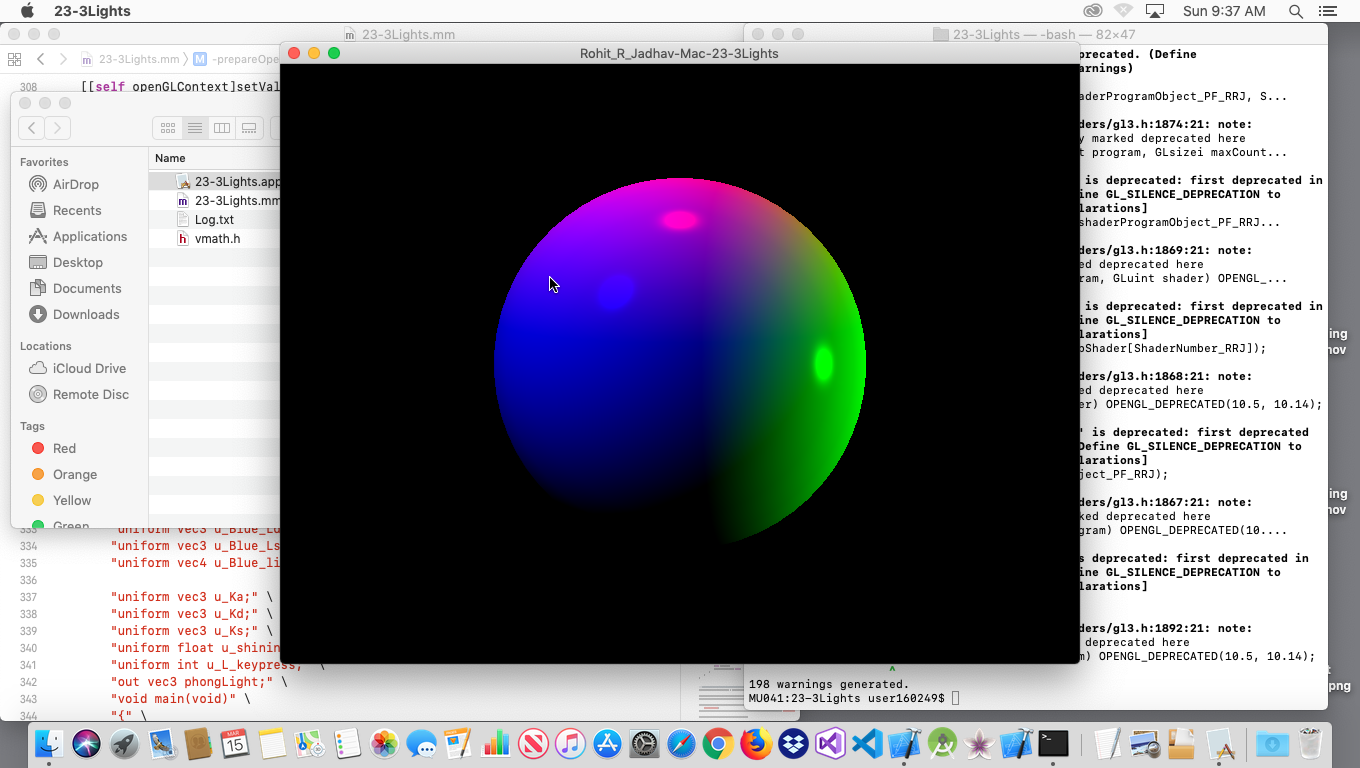 23-3Lights
Sun 9:37 AM
23-3Lights.mm
23-3Lights.mm
308 [[self openGLContext]setVal
Favorites
AirDrop
Recents
Applications
Desktop
Documents
Downloads
Locations
iCloud Drive
Remote Disc
Tags
Red
Orange
Yellow
Green
Name
23-3Lights.app
23-3Lights.mm
Log.txt
vmath.h
334 "uniform vec3 u_Blue_Ls
335 "uniform vec4 u_Blue_li
336
337 "uniform vec3 u_Ka;" \
338 "uniform vec3 u_Kd;" \
339 "uniform vec3 u_Ks;" \
340 "uniform float u_shinin
341 "uniform int u_L_keypress;" \
342 "out vec3 phongLight;" \
343 "void main(void)" \
344 "{" \
Rohit_R_Jadhav-Mac-23-3Lights
23-3Lights — -bash — 82×47
precated. (Define
arnings)
aderProgramObject_PF_RRJ, S...
ders/gl3.h:1874:21: note:
y marked deprecated here
t program, GLsizei maxCount...
is deprecated: first deprecated in
ine GL_SILENCE_DEPRECATION to
larations]
shaderProgramObject_PF_RRJ...
ders/gl3.h:1869:21: note:
ed deprecated here
ram, GLuint shader) OPENGL_...
is deprecated: first deprecated in
ine GL_SILENCE_DEPRECATION to
larations]
oShader[ShaderNumber_RRJ]);
ders/gl3.h:1868:21: note:
ed deprecated here
er) OPENGL_DEPRECATED(10.5, 10.14);
' is deprecated: first deprecated
Define GL_SILENCE_DEPRECATION to
larations]
ject_PF_RRJ);
ders/gl3.h:1867:21: note:
ked deprecated here
gram) OPENGL_DEPRECATED(10....
s deprecated: first deprecated in
ine GL_SILENCE_DEPRECATION to
larations]
ders/gl3.h:1892:21: note:
deprecated here
m) OPENGL_DEPRECATED(10.5, 10.14);
^
198 warnings generated.
MU041:23-3Lights user160249$
ing
nov
ing
nov
t
png
MAR
15